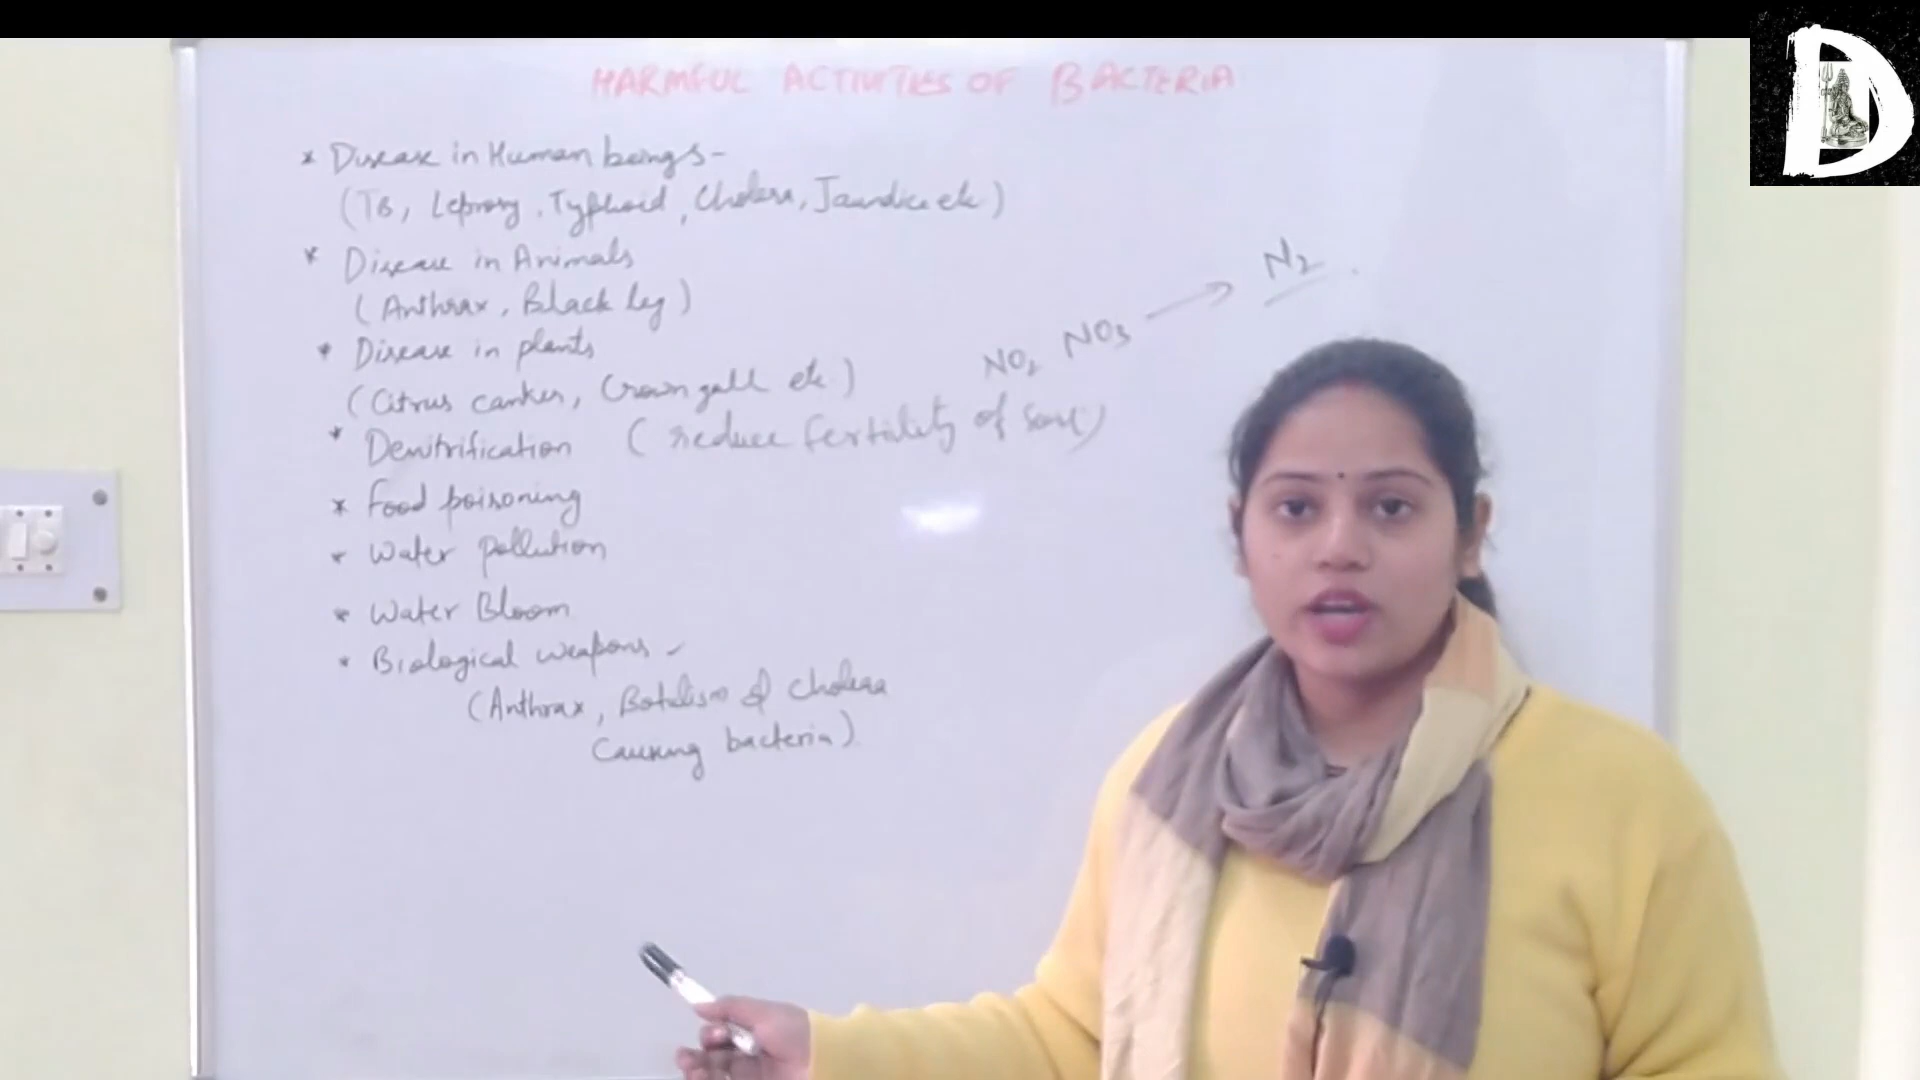 HARMFUL ACTIVITIES OF BACTERIA
* Disease in Human beings -
(TB, Leprosy, Typhoid, Cholera, Jaundice etc)
* Disease in Animals
(Anthrax, Black leg)
* Disease in plants
(Citrus canker, Crown gall etc.)
NO2 NO3 → N2
* Denitrification (reduce fertility of soil)
* Food poisoning
* Water pollution
* Water Bloom
* Biological weapons -
(Anthrax, Botulism & cholera
causing bacteria)
D